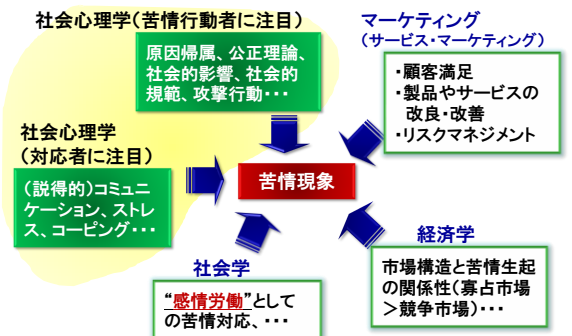 社会心理学(苦情行動者に注目)
原因帰属、公正理論、
社会的影響、社会的
規範、攻撃行動・・・
マーケティング
(サービス・マーケティング)
・顧客満足
・製品やサービスの
改良・改善
・リスクマネジメント
社会心理学
(対応者に注目)
(説得的)コミュニ
ケーション、ストレ
ス、コーピング・・・
苦情現象
社会学
“感情労働”として
の苦情対応、・・・
経済学
市場構造と苦情生起
の関係性(寡占市場
＞競争市場)・・・